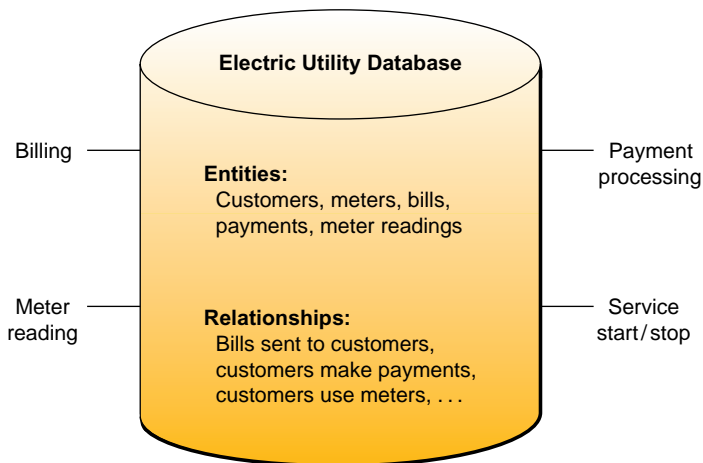 Electric Utility Database
Billing
Payment
processing
Entities:
Customers, meters, bills,
payments, meter readings
Meter
reading
Service
start/stop
Relationships:
Bills sent to customers,
customers make payments,
customers use meters, . . .